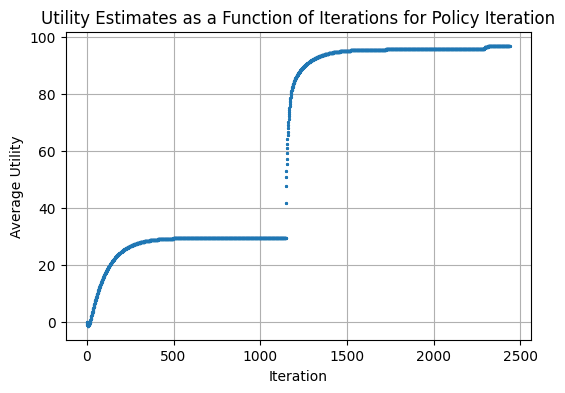 Utility Estimates as a Function of Iterations for Policy Iteration
100
80
60
40
20
0
Average Utility
0 500 1000 1500 2000 2500
Iteration